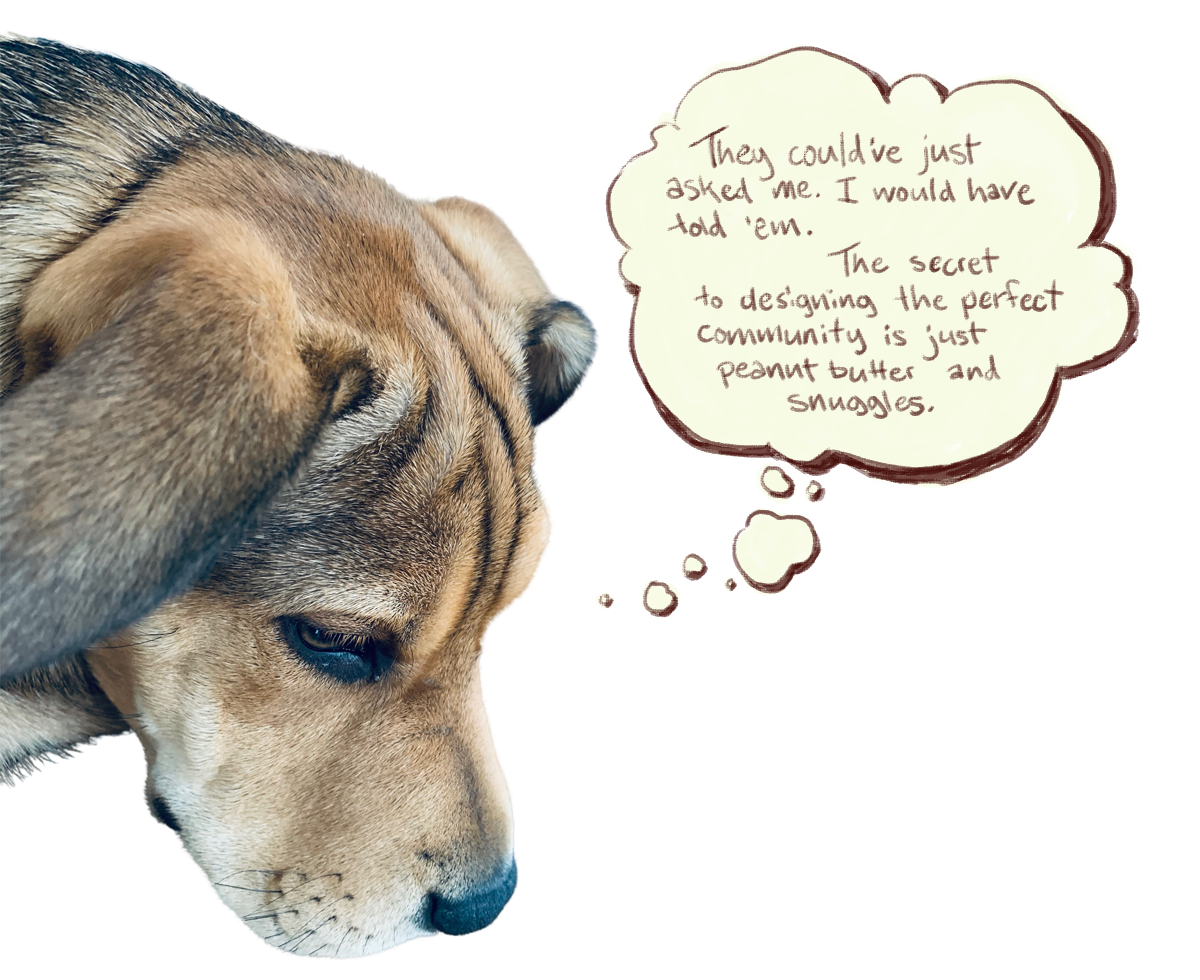 They could've just
asked me. I would have
told 'em.
The secret
to designing the perfect
community is just
peanut butter and
snuggles.